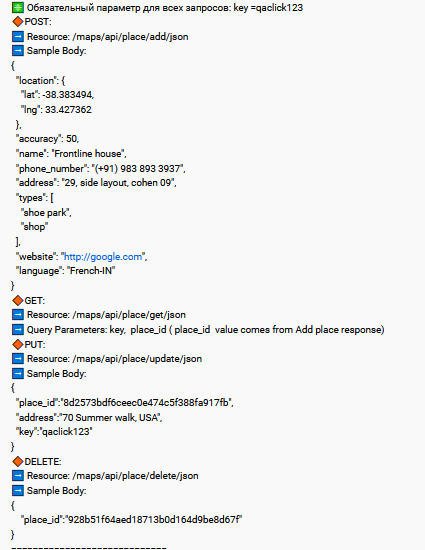 ✳️ Обязательный параметр для всех запросов: key =qaclick123
🔶POST:
➡️ Resource: /maps/api/place/add/json
➡️ Sample Body:
{
"location": {
"lat": -38.383494,
"lng": 33.427362
},
"accuracy": 50,
"name": "Frontline house",
"phone_number": "(+91) 983 893 3937",
"address": "29, side layout, cohen 09",
"types": [
"shoe park",
"shop"
],
"website": "http://google.com",
"language": "French-IN"
}
🔶GET:
➡️ Resource: /maps/api/place/get/json
➡️ Query Parameters: key, place_id ( place_id value comes from Add place response)
🔶PUT:
➡️ Resource: /maps/api/place/update/json
➡️ Sample Body:
{
"place_id":"8d2573bdf6ceec0e474c5f388fa917fb",
"address":"70 Summer walk, USA",
"key":"qaclick123"
}
🔶DELETE:
➡️ Resource: /maps/api/place/delete/json
➡️ Sample Body:
{
"place_id":"928b51f64aed18713b0d164d9be8d67f"
}
______________________________